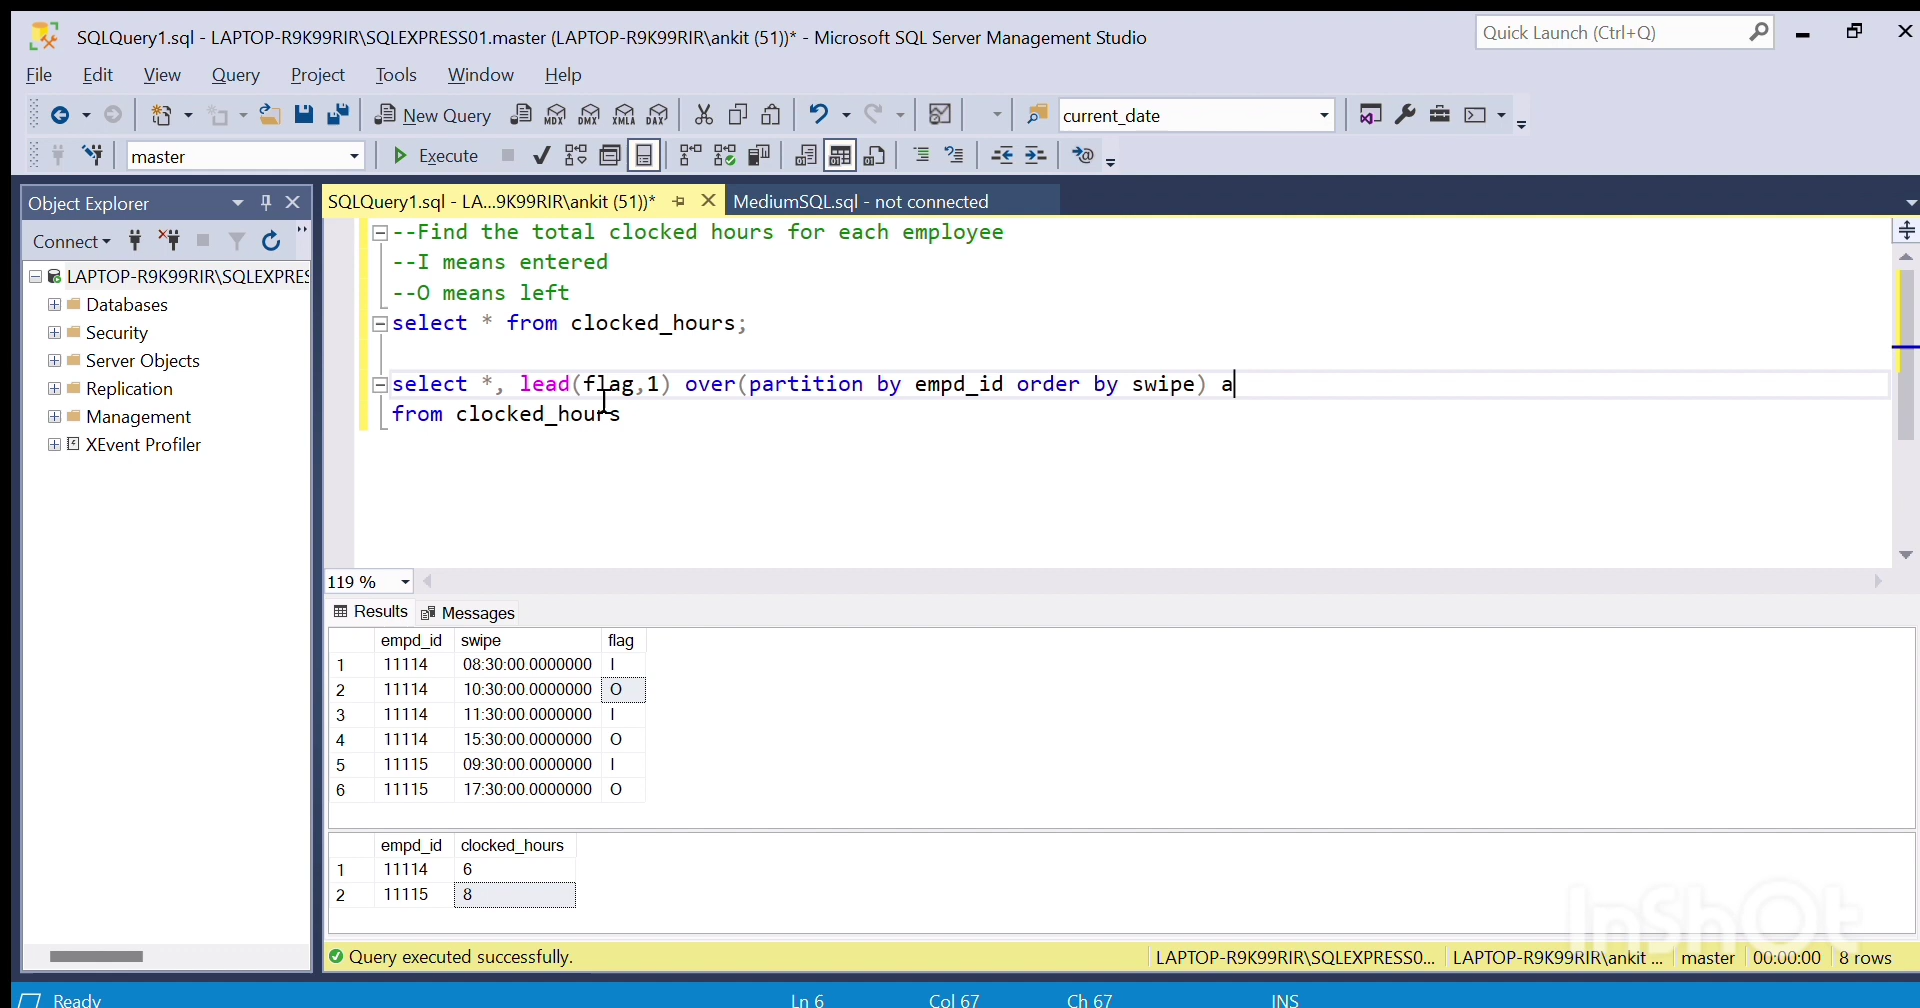 SQLQuery1.sql - LAPTOP-R9K99RIR\SQLEXPRESS01.master (LAPTOP-R9K99RIR\ankit (51))* - Microsoft SQL Server Management Studio
Quick Launch (Ctrl+Q)
File Edit View Query Project Tools Window Help
New Query MDX DMX XMLA DAX current_date
master Execute
Object Explorer
SQLQuery1.sql - LA...9K99RIR\ankit (51))* MediumSQL.sql - not connected
Connect
LAPTOP-R9K99RIR\SQLEXPRES
Databases
Security
Server Objects
Replication
Management
XEvent Profiler
--Find the total clocked hours for each employee
--I means entered
--O means left
select * from clocked_hours;
select *, lead(flag,1) over(partition by empd_id order by swipe) a
from clocked_hours
119 %
Results Messages
empd_id swipe flag
1 11114 08:30:00.0000000 I
2 11114 10:30:00.0000000 O
3 11114 11:30:00.0000000 I
4 11114 15:30:00.0000000 O
5 11115 09:30:00.0000000 I
6 11115 17:30:00.0000000 O
empd_id clocked_hours
1 11114 6
2 11115 8
InShOt
Query executed successfully. LAPTOP-R9K99RIR\SQLEXPRESS0... LAPTOP-R9K99RIR\ankit ... master 00:00:00 8 rows
Ready Ln 6 Col 67 Ch 67 INS